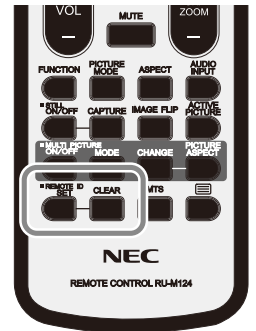 VOL
MUTE
ZOOM
FUNCTION
PICTURE MODE
ASPECT
AUDIO INPUT
STILL ON/OFF
CAPTURE
IMAGE FLIP
ACTIVE PICTURE
MULTI PICTURE ON/OFF
MODE
CHANGE
PICTURE ASPECT
REMOTE ID SET
CLEAR
MTS
NEC
REMOTE CONTROL RU-M124